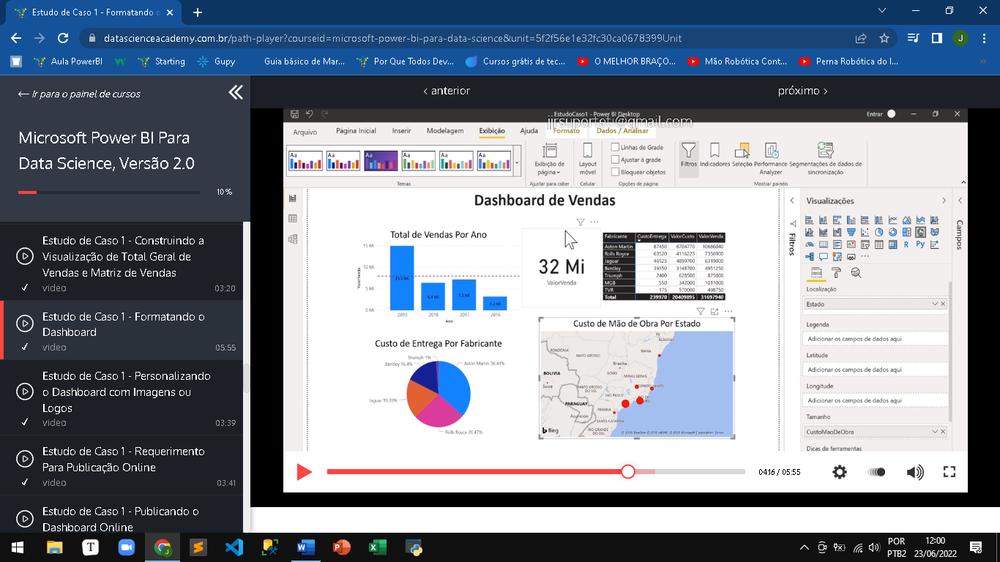 Estudo de Caso 1 - Formatando o
datascienceacademy.com.br/path-player?courseid=microsoft-power-bi-para-data-science&unit=5f2f56e1e32fc30ca0678399Unit
J
Aula PowerBI
Starting
Gupy
Guia básico de Mar...
Por Que Todos Dev...
Cursos grátis de tec...
O MELHOR BRAÇO...
Mão Robótica Cont...
Perna Robótica do I...
Ir para o painel de cursos
Microsoft Power BI Para
Data Science, Versão 2.0
10 %
Estudo de Caso 1 - Construindo a
Visualização de Total Geral de
Vendas e Matriz de Vendas
video 03:20
Estudo de Caso 1 - Formatando o
Dashboard
video 05:55
Estudo de Caso 1 - Personalizando
o Dashboard com Imagens ou
Logos
video 03:39
Estudo de Caso 1 - Requerimento
Para Publicação Online
video 03:41
Estudo de Caso 1 - Publicando o
Dashboard Online
anterior
próximo
EstudoCaso1 - Power BI Desktop
jjrsuporteti@gmail.com
Entrar
Arquivo Página Inicial Inserir Modelagem Exibição Ajuda Formato Dados / Analisar
Aa Aa Aa Aa Aa Aa
Temas
Exibição de
página
Ajustar para caber
Layout
móvel
Celular
Linhas de Grade
Ajustar à grade
Bloquear objetos
Opções de página
Filtros
Indicadores
Seleção
Performance
Analyzer
Segmentações de dados de
sincronização
Mostrar painéis
Dashboard de Vendas
Total de Vendas Por Ano
ValorVenda
15 Mi
10 Mi
5 Mi
0 Mi
15.0 Mi
6.4 Mi
7.2 Mi
3.2 Mi
2019 2018 2017 2016
Ano
32 Mi
ValorVenda
Fabricante CustoEntrega ValorCusto ValorVenda
Aston Martin 87450 6704770 10686040
Rolls Royce 63520 4116225 7356900
Jaguar 46525 4899700 6319000
Bentley 39350 3148700 4951250
Triumph 2400 628500 875000
MGB 550 342000 1011000
TVR 175 570000 498750
Total 239970 20409895 31697940
Custo de Entrega Por Fabricante
Triumph 1%
Bentley 16.4%
Aston Martin 36.44%
Jaguar 19.39%
Rolls Royce 26.47%
Custo de Mão de Obra Por Estado
PE
ALAGOAS
RONDÔNIA
MATO GROSSO
BAHIA
Brasília
GOIÁS
BOLIVIA
Sucre
MINAS GERAIS
MATO GROSSO
DO SUL
ESPÍRITO SANTO
SAO PAULO
RIO DE
PARAGUAY
PARANÁ
Asunción
SANTA CATARINA
RIO GRANDE
DO SUL
Bing
© 2020 TomTom © 2020 HERE, © 2020 Microsoft Corporation Terms
Filtros
Visualizações
R Py
Localização
Estado
Legenda
Adicionar os campos de dados aqui
Latitude
Adicionar os campos de dados aqui
Longitude
Adicionar os campos de dados aqui
Tamanho
CustoMaoDeObra
Dicas de ferramentas
Campos
04:16 / 05:55
POR
PTB2
12:00
23/06/2022